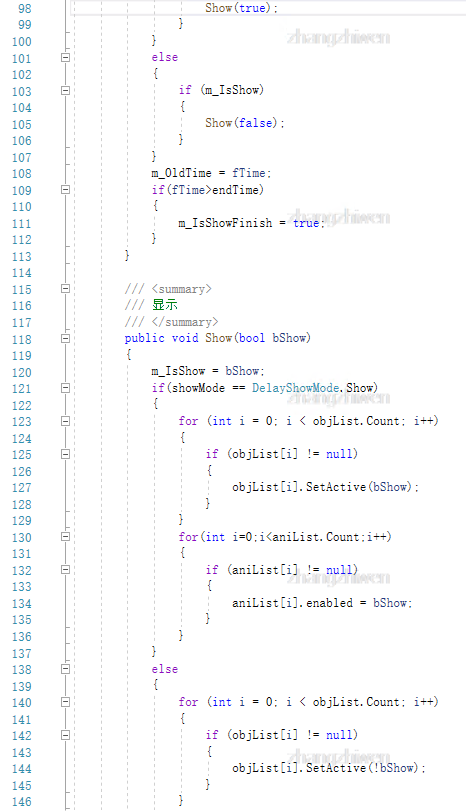 98 Show(true);
99 }
100 }
101 else
102 {
103 if (m_IsShow)
104 {
105 Show(false);
106 }
107 }
108 m_OldTime = fTime;
109 if(fTime>endTime)
110 {
111 m_IsShowFinish = true;
112 }
113 }
114
115 /// <summary>
116 /// 显示
117 /// </summary>
118 public void Show(bool bShow)
119 {
120 m_IsShow = bShow;
121 if(showMode == DelayShowMode.Show)
122 {
123 for (int i = 0; i < objList.Count; i++)
124 {
125 if (objList[i] != null)
126 {
127 objList[i].SetActive(bShow);
128 }
129 }
130 for(int i=0;i<aniList.Count;i++)
131 {
132 if (aniList[i] != null)
133 {
134 aniList[i].enabled = bShow;
135 }
136 }
137 }
138 else
139 {
140 for (int i = 0; i < objList.Count; i++)
141 {
142 if (objList[i] != null)
143 {
144 objList[i].SetActive(!bShow);
145 }
146 }
zhangzhiwen
zhangzhiwen
zhangzhiwen
zhangzhiwen
zhangzhiwen